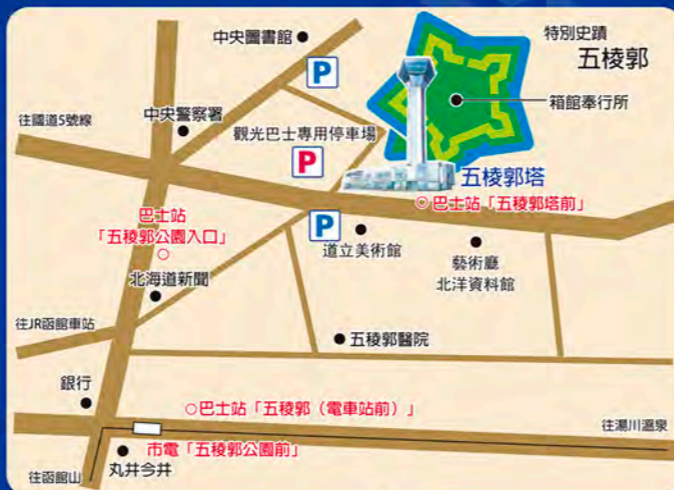 中央圖書館
特別史蹟
五稜郭
P
箱館奉行所
往國道5號線
中央警察署
觀光巴士專用停車場
P
五稜郭塔
巴士站「五稜郭塔前」
巴士站
「五稜郭公園入口」
P
道立美術館
藝術廳
北洋資料館
北海道新聞
往JR函館車站
五稜郭醫院
銀行
巴士站「五稜郭（電車站前）」
往湯川溫泉
市電「五稜郭公園前」
丸井今井
往函館山